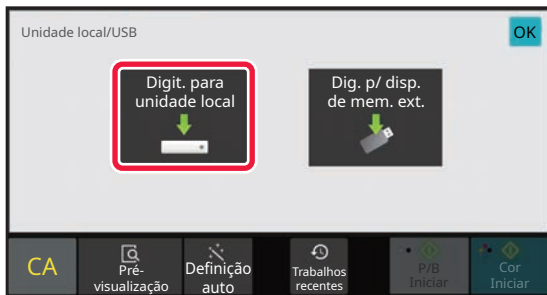 Unidade local/USB
OK
Digit. para
unidade local
Dig. p/ disp.
de mem. ext.
CA
Pré-
visualização
Definição
auto
Trabalhos
recentes
P/B
Iniciar
Cor
Iniciar